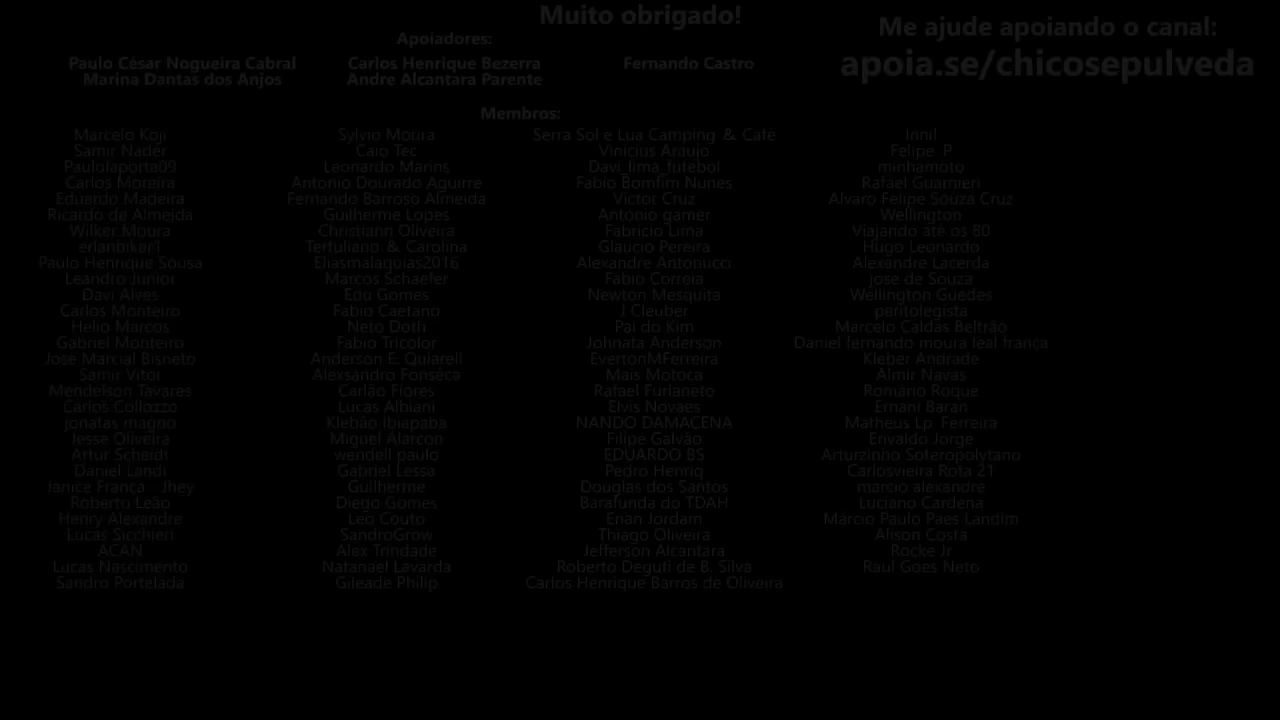 Muito obrigado!
Me ajude apoiando o canal:
apoia.se/chicosepulveda
Apoiadores:
Paulo César Nogueira Cabral
Marina Dantas dos Anjos
Carlos Henrique Bezerra
Andre Alcantara Parente
Fernando Castro
Membros:
Marcelo Koji
Samir Nader
Paulolaporta09
Carlos Moreira
Eduardo Madeira
Ricardo de Almeida
Wilker Moura
Paulo Henrique Sousa
Leandro Junior
Davi Alves
Carlos Monteiro
Helio Marcos
Gabriel Monteiro
José Marcial Bisneto
Samir Vitor
Mendelson Tavares
Carlos Collozzo
jonatas magno
Jesse Oliveira
Artur Scheidt
Daniel Landi
Janice França Jhey
Roberto Leão
Henry Alexandre
Lucas Sicchieri
ACAN
Lucas Nascimento
Sandro Portelada
Sylvio Moura
Caio Tec
Leonardo Marins
Antonio Dourado Aguirre
Fernando Barroso Almeida
Guilherme Lopes
Christiann Oliveira
Tertuliano & Carolina
Eliasmalaguias2016
Marcos Schaefer
Edu Gomes
Fabio Caetano
Neto Doth
Fábio Tricolor
Anderson E. Quiarell
Alexsandro Fonsêca
Carlão Flores
Lucas Albiani
Klebão Ibiapaba
Miguel Alarcon
wendell paulo
Gabriel Lessa
Guilherme
Diego Gomes
Leo Couto
SandroGrow
Alex Trindade
Natanael Lavarda
Gileade Philip
Serra Sol e Lua Camping & Café
Vinicius Araujo
Davi_lima_futebol
Fabio Bomfim Nunes
Victor Cruz
Antonio gamer
Fabricio Lima
Glaucio Pereira
Alexandre Antonucci
Fabio Correia
Newton Mesquita
J Cleuber
Pai do Kim
Johnata Anderson
EvertonMFerreira
Mais Motoca
Rafael Furlaneto
Elvis Novaes
NANDO DAMACENA
Filipe Galvão
EDUARDO BS
Pedro Henriq
Douglas dos Santos
Barafunda do TDAH
Enan Jordam
Thiago Oliveira
Jefferson Alcantara
Roberto Deguti de B. Silva
Carlos Henrique Barros de Oliveira
Felipe P
minhamoto
Rafael Guarnieri
Alvaro Felipe Souza Cruz
Wellington
Viajando até os 80
Hugo Leonardo
Alexandre Lacerda
jose de Souza
Wellington Guedes
peritolegista
Marcelo Caldas Beltrão
Daniel fernando moura leal frança
Kleber Andrade
Almir Navas
Romário Roque
Ernani Baran
Matheus Lp. Ferreira
Erivaldo Jorge
Arturzinho Soteropolytano
Carlosvieira Rota 21
marcio alexandre
Luciano Cardena
Márcio Paulo Paes Landim
Alison Costa
Rocke Jr
Raul Goes Neto